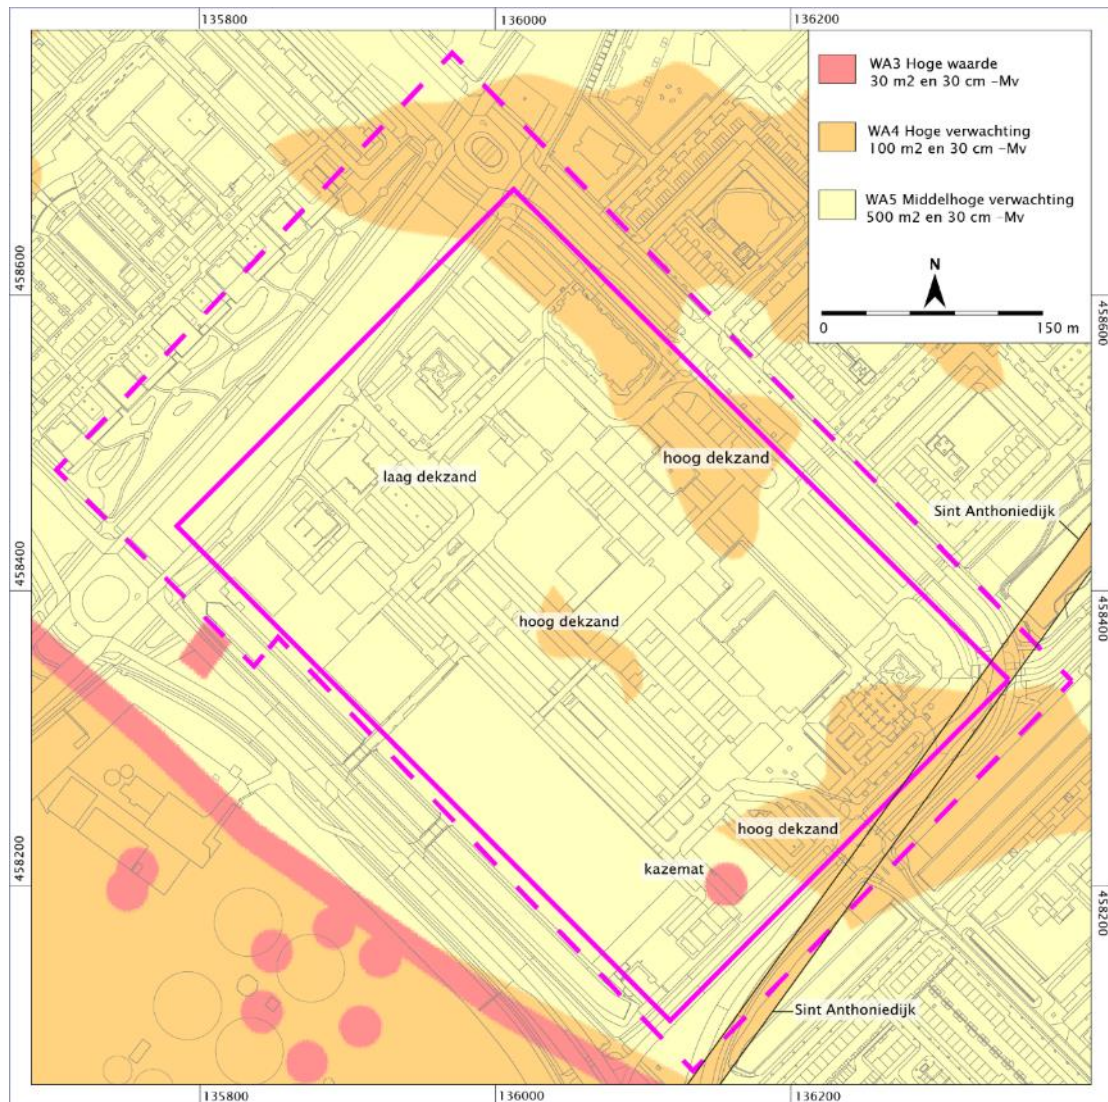 135800
136000
136200
WA3 Hoge waarde
30 m2 en 30 cm -Mv
WA4 Hoge verwachting
100 m2 en 30 cm -Mv
WA5 Middelhoge verwachting
500 m2 en 30 cm -Mv
N
0
150 m
458600
458600
hoog dekzand
laag dekzand
Sint Anthoniedijk
458400
458400
hoog dekzand
hoog dekzand
kazemat
458200
458200
Sint Anthoniedijk
135800
136000
136200